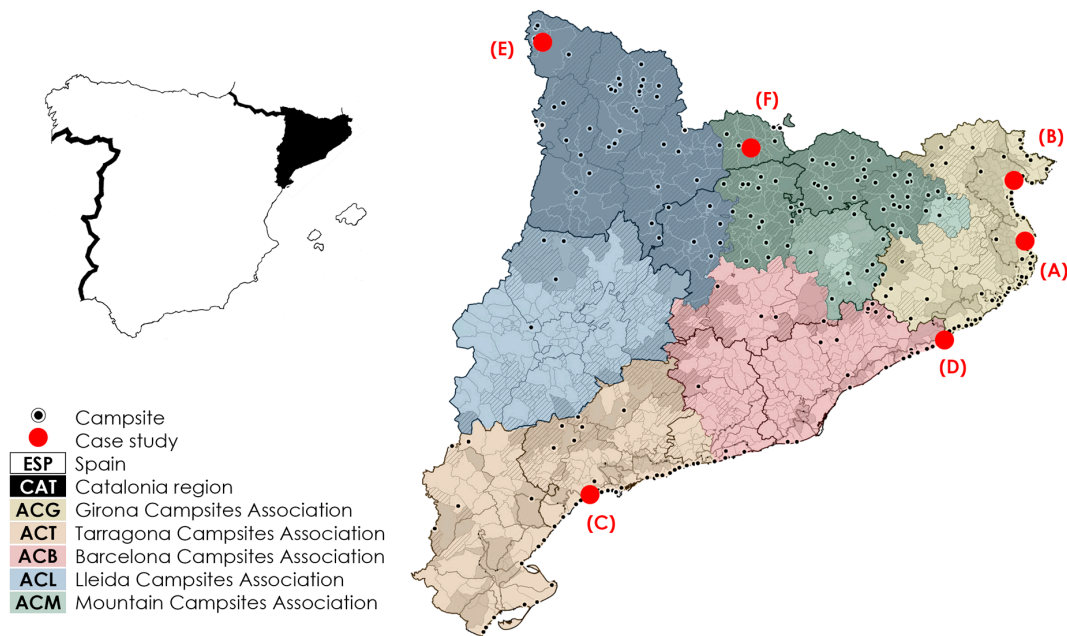 (E)
(F)
(B)
(A)
(D)
(C)
Campsite
Case study
ESP Spain
CAT Catalonia region
ACG Girona Campsites Association
ACT Tarragona Campsites Association
ACB Barcelona Campsites Association
ACL Lleida Campsites Association
ACM Mountain Campsites Association